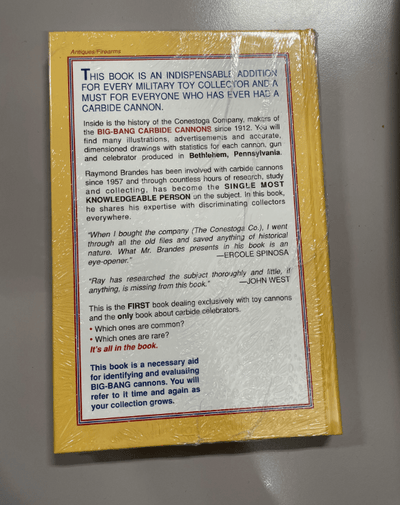 Antiques/Firearms
THIS BOOK IS AN INDISPENSABLE ADDITION
FOR EVERY MILITARY TOY COLLECTOR AND A
MUST FOR EVERYONE WHO HAS EVER HAD A
CARBIDE CANNON.
Inside is the history of the Conestoga Company, makers of
the BIG-BANG CARBIDE CANNONS since 1912. You will
find many illustrations, advertisements and accurate,
dimensioned drawings with statistics for each cannon, gun
and celebrator produced in Bethlehem, Pennsylvania.
Raymond Brandes has been involved with carbide cannons
since 1957 and through countless hours of research, study
and collecting, has become the SINGLE MOST
KNOWLEDGEABLE PERSON on the subject. In this book,
he shares his expertise with discriminating collectors
everywhere.
"When I bought the company (The Conestoga Co.), I went
through all the old files and saved anything of historical
nature. What Mr. Brandes presents in his book is an
eye-opener." —ERCOLE SPINOSA
"Ray has researched the subject thoroughly and little, if
anything, is missing from this book." —JOHN WEST
This is the FIRST book dealing exclusively with toy cannons
and the only book about carbide celebrators.
• Which ones are common?
• Which ones are rare?
It's all in the book.
This book is a necessary aid
for identifying and evaluating
BIG-BANG cannons. You will
refer to it time and again as
your collection grows.